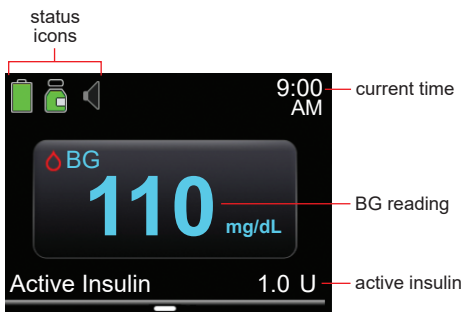 status
icons
9:00
AM
current time
BG
110 mg/dL
BG reading
Active Insulin 1.0 U
active insulin